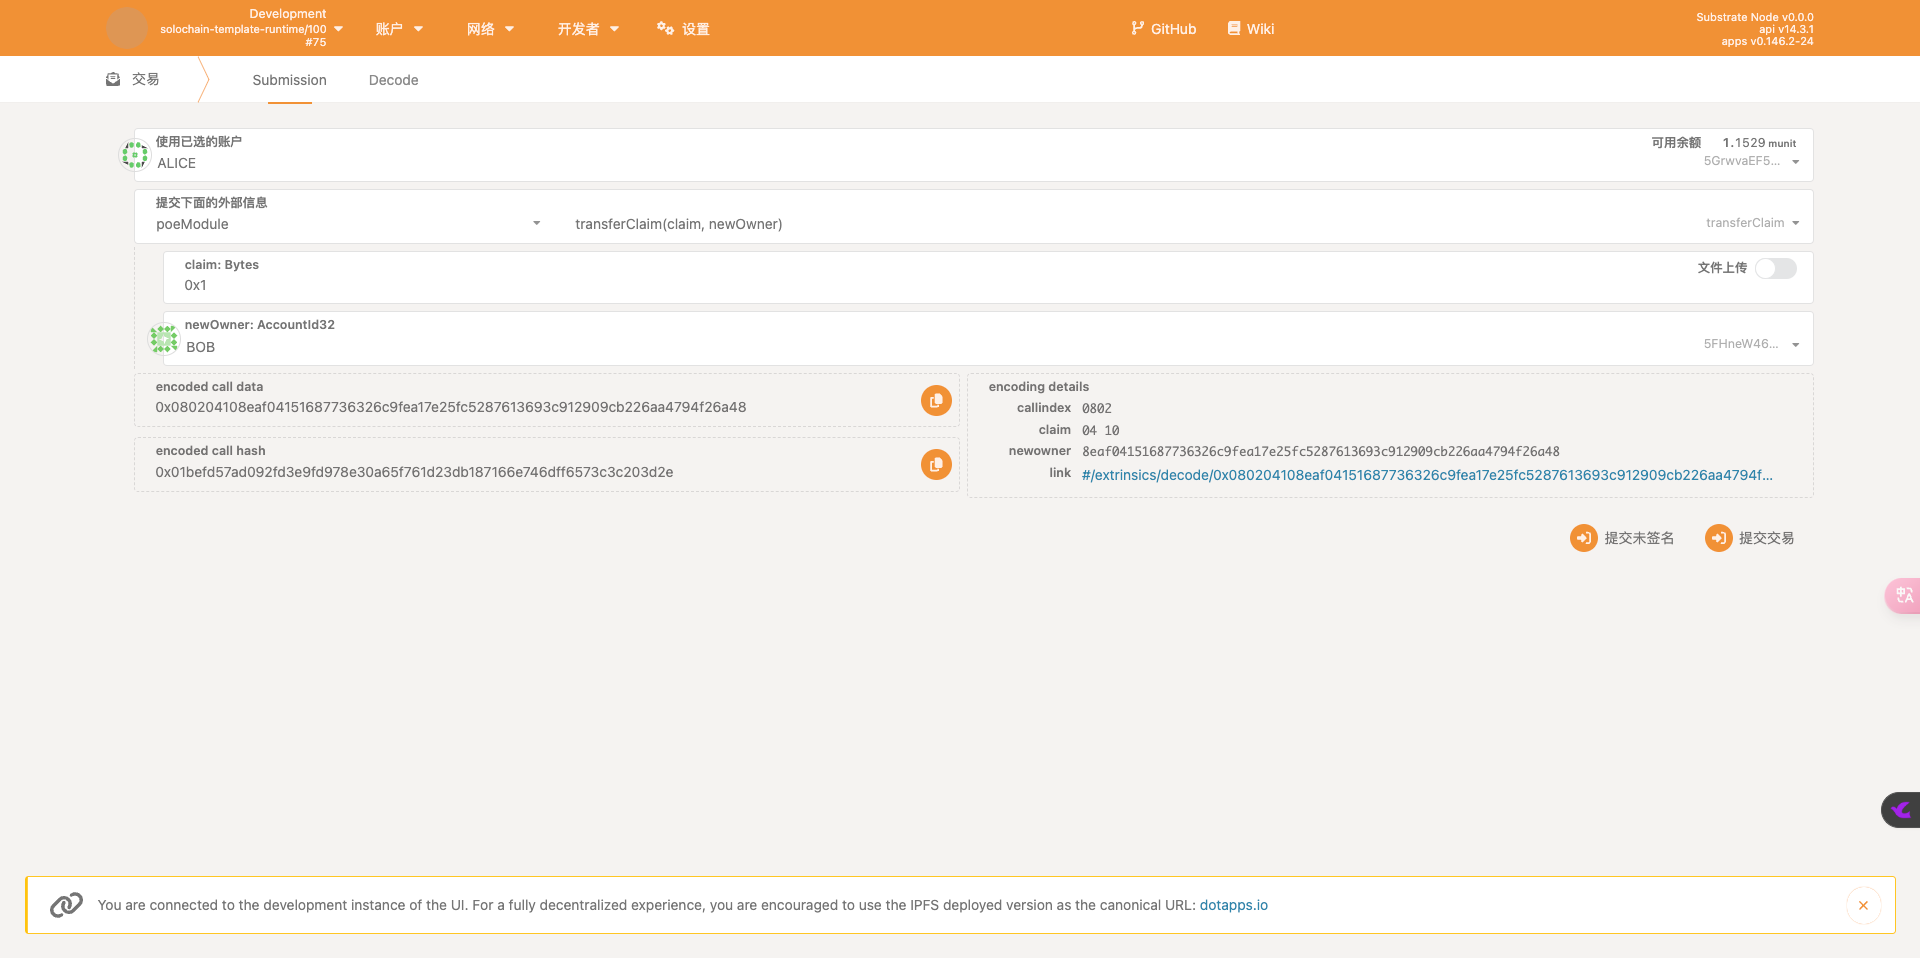 Development
solochain-template-runtime/100
#75
账户
网络
开发者
设置
GitHub
Wiki
Substrate Node v0.0.0
api v14.3.1
apps v0.146.2-24
交易
Submission
Decode
使用已选的账户
ALICE
可用余额 1.1529 munit
5GrwvaEF5...
提交下面的外部信息
poeModule
transferClaim(claim, newOwner)
transferClaim
claim: Bytes
0x1
文件上传
newOwner: AccountId32
BOB
5FHneW46...
encoded call data
0x080204108eaf04151687736326c9fea17e25fc5287613693c912909cb226aa4794f26a48
encoded call hash
0x01befd57ad092fd3e9fd978e30a65f761d23db187166e746dff6573c3c203d2e
encoding details
callindex 0802
claim 04 10
newowner 8eaf04151687736326c9fea17e25fc5287613693c912909cb226aa4794f26a48
link #/extrinsics/decode/0x080204108eaf04151687736326c9fea17e25fc5287613693c912909cb226aa4794f...
提交未签名
提交交易
You are connected to the development instance of the UI. For a fully decentralized experience, you are encouraged to use the IPFS deployed version as the canonical URL: dotapps.io